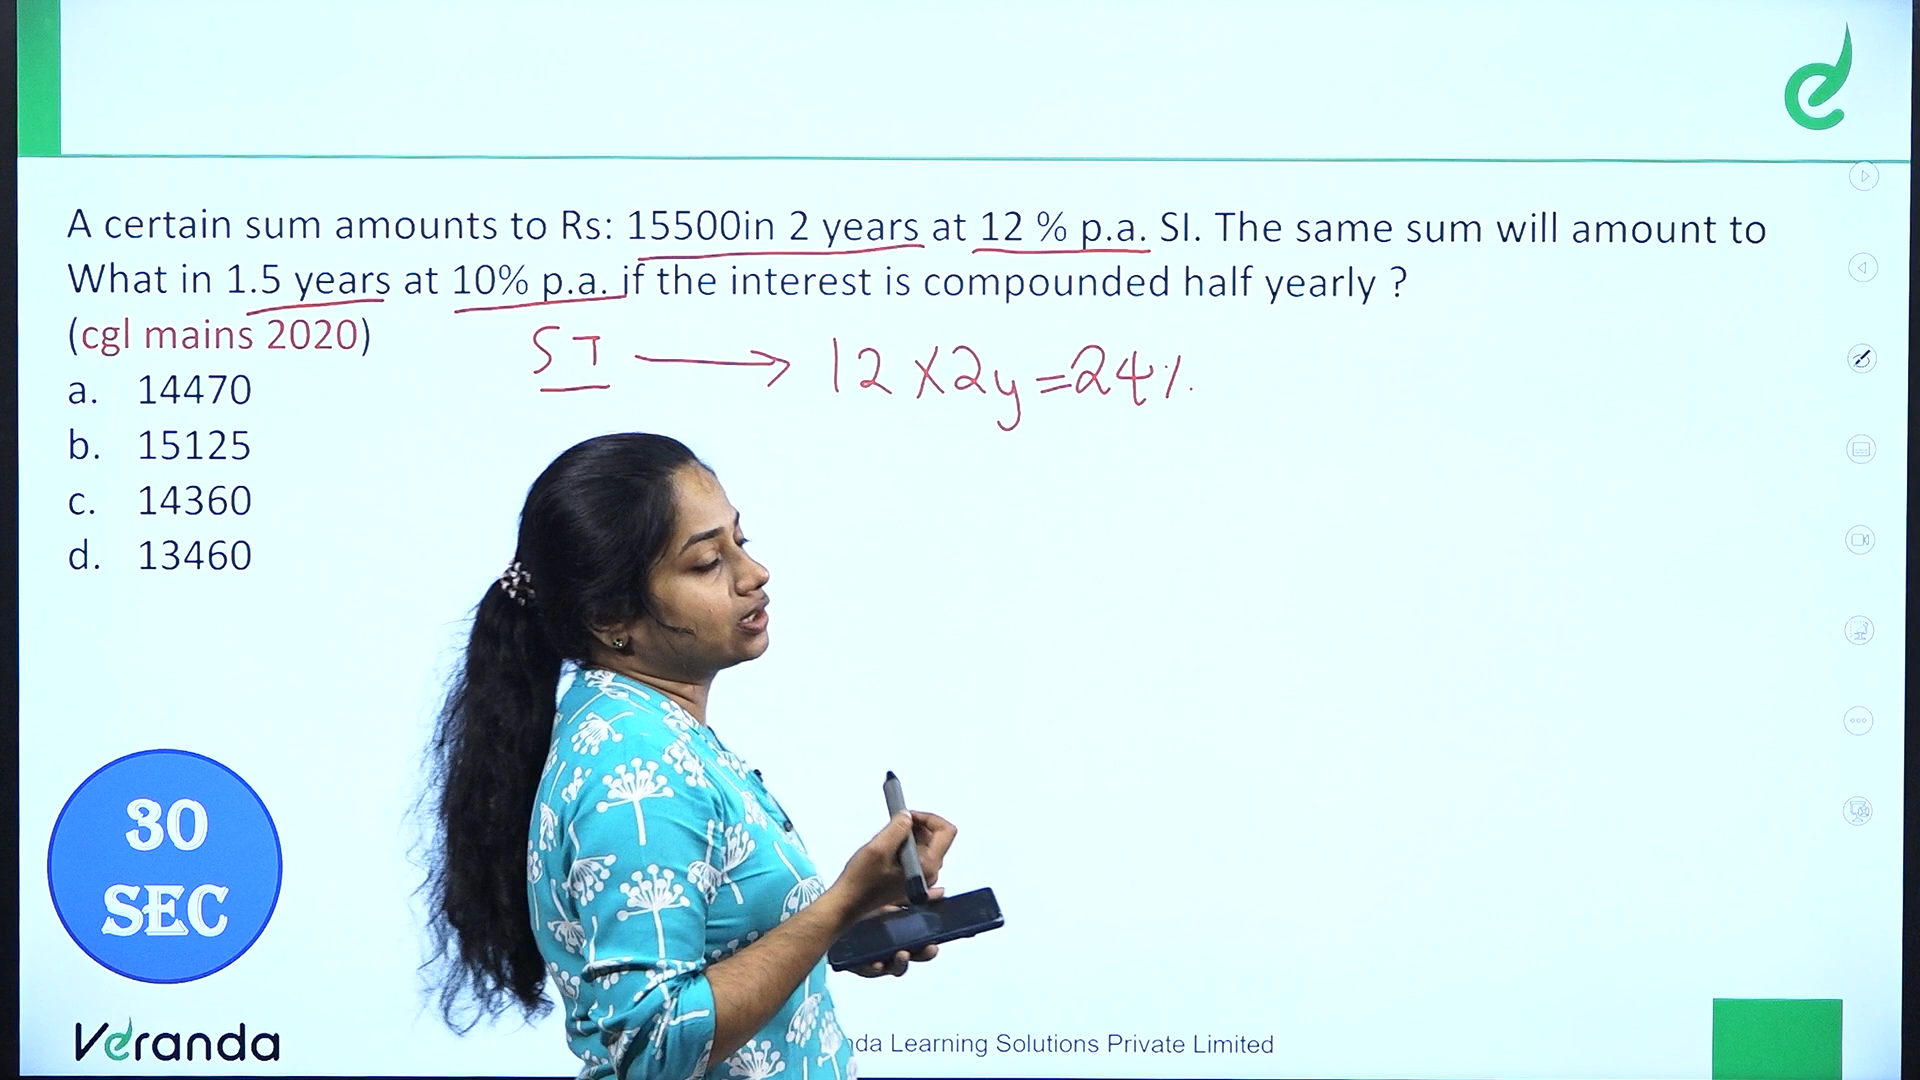 A certain sum amounts to Rs: 15500in 2 years at 12 % p.a. SI. The same sum will amount to
What in 1.5 years at 10% p.a. if the interest is compounded half yearly ?
(cgl mains 2020)
SI → 12 X 2y = 24%
a. 14470
b. 15125
c. 14360
d. 13460
30
SEC
Veranda
nda Learning Solutions Private Limited